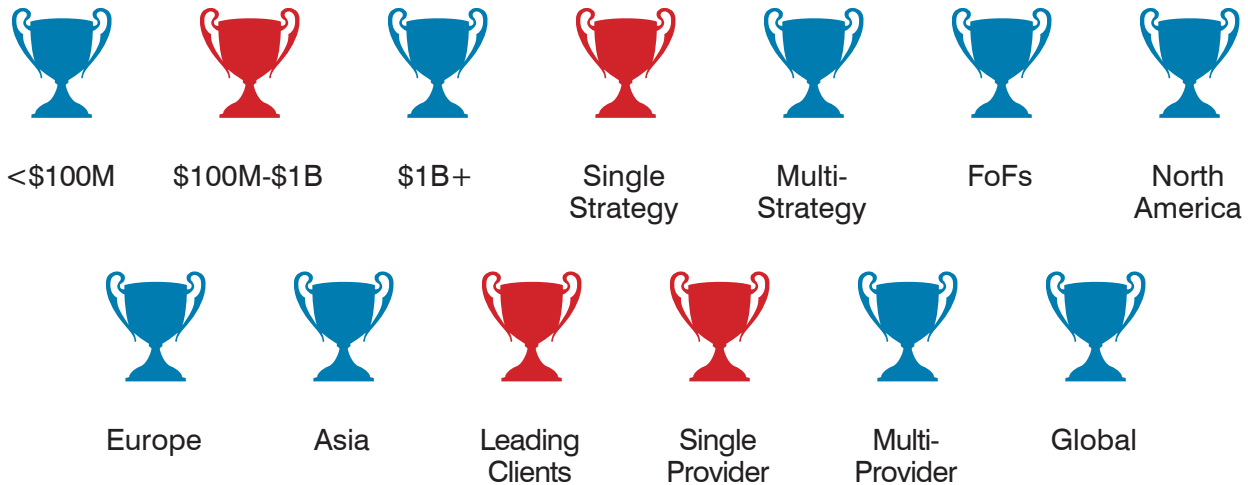 <$100M $100M-$1B $1B+ Single Multi- FoFs North
Strategy Strategy America
Europe Asia Leading Single Multi- Global
Clients Provider Provider